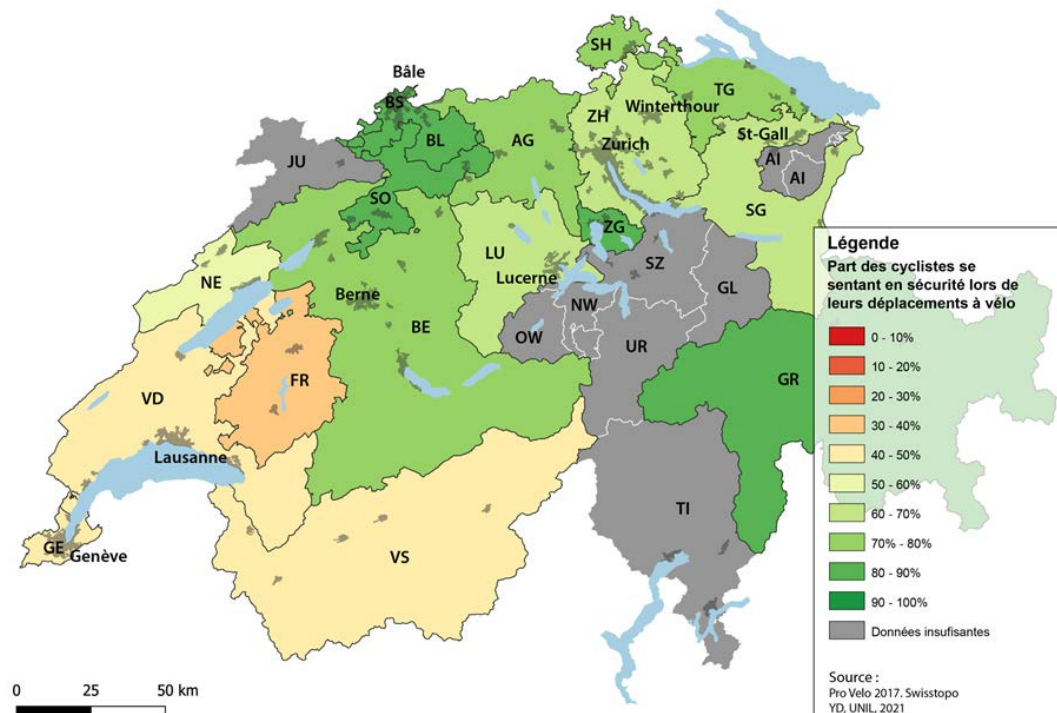 SH
Bâle
BS
TG
ZH
Winterthour
BL
AG
St-Gall
JU
Zurich
AI
AI
SO
SG
ZG
LU
SZ
NE
Lucerne
GL
Berne
BE
NW
OW
UR
FR
GR
VD
Lausanne
TI
GE
Genève
VS
Légende
Part des cyclistes se
sentant en sécurité lors de
leurs déplacements à vélo
0 - 10%
10 - 20%
20 - 30%
30 - 40%
40 - 50%
50 - 60%
60 - 70%
70% - 80%
80 - 90%
90 - 100%
Données insufisantes
Source :
Pro Velo 2017. Swisstopo
YD, UNIL, 2021
0 25 50 km